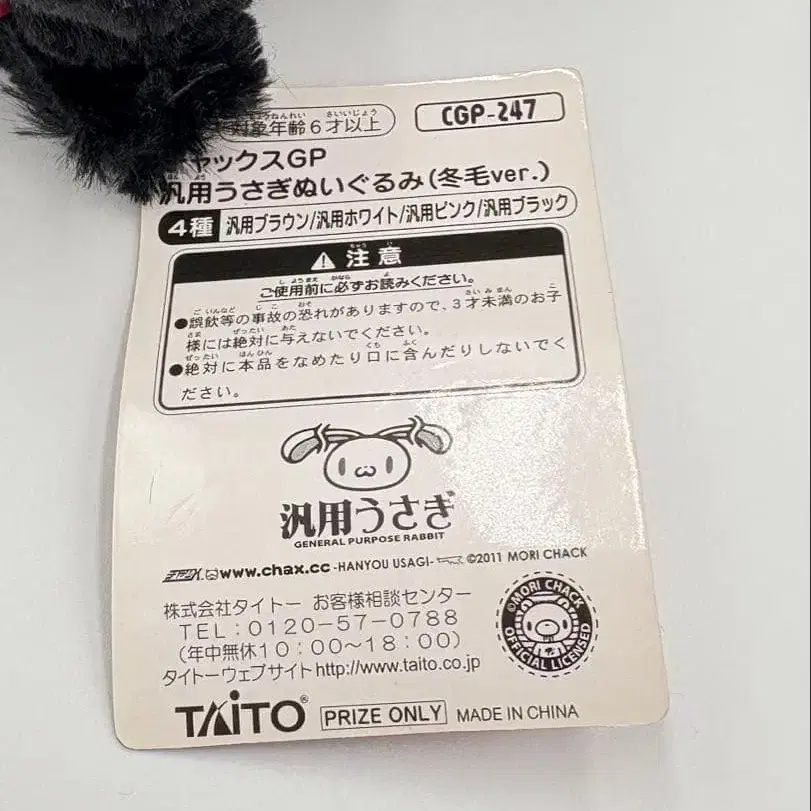 対象年齢6才以上
CGP-247
ャックスGP
汎用うさぎぬいぐるみ(冬毛ver.)
4種 汎用ブラウン/汎用ホワイト/汎用ピンク/汎用ブラック
注意
ご使用前に必ずお読みください。
●誤飲等の事故の恐れがありますので、3才未満のお子
様には絶対に与えないでください。
●絶対に本品をなめたり口に含んだりしないでく
ださい。
汎用うさぎ
GENERAL PURPOSE RABBIT
www.chax.cc -HANYOU USAGI- ©2011 MORI CHACK
株式会社タイトー お客様相談センター
TEL:0120-57-0788
(年中無休10:00~18:00)
タイトーウェブサイトhttp://www.taito.co.jp
©MORI CHACK
OFFICIAL LICENSED
TAITO® PRIZE ONLY MADE IN CHINA